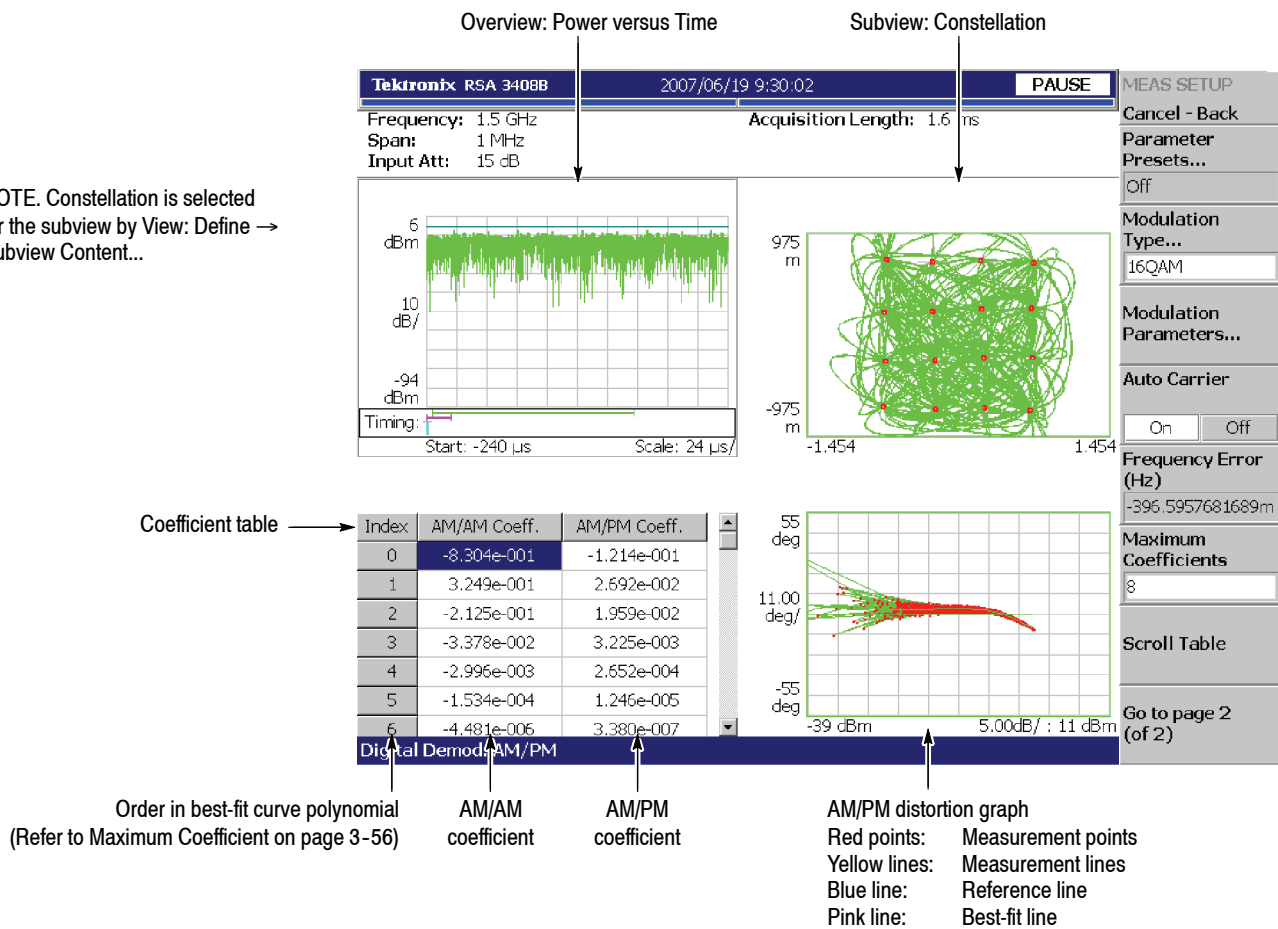 Overview: Power versus Time
Subview: Constellation
Tektronix RSA 3408B 2007/06/19 9:30:02 PAUSE
Frequency: 1.5 GHz
Acquisition Length: 1.6 ms
Span: 1 MHz
Input Att: 15 dB
MEAS SETUP
Cancel - Back
Parameter
Presets...
Off
Modulation
Type...
16QAM
Modulation
Parameters...
Auto Carrier
On Off
Frequency Error
(Hz)
-396.5957681689m
Maximum
Coefficients
8
Scroll Table
Go to page 2
(of 2)
OTE. Constellation is selected
r the subview by View: Define →
ubview Content...
6
dBm
10
dB/
-94
dBm
Timing:
Start: -240 µs Scale: 24 µs/
975
m
-975
m
-1.454 1.454
Coefficient table
Index AM/AM Coeff. AM/PM Coeff.
0 -8.304e-001 -1.214e-001
1 3.249e-001 2.692e-002
2 -2.125e-001 1.959e-002
3 -3.378e-002 3.225e-003
4 -2.996e-003 2.652e-004
5 -1.534e-004 1.246e-005
6 -4.481e-006 3.380e-007
55
deg
11.00
deg/
-55
deg
-39 dBm 5.00dB/ : 11 dBm
Digital Demod: AM/PM
Order in best-fit curve polynomial
(Refer to Maximum Coefficient on page 3-56)
AM/AM
coefficient
AM/PM
coefficient
AM/PM distortion graph
Red points: Measurement points
Yellow lines: Measurement lines
Blue line: Reference line
Pink line: Best-fit line